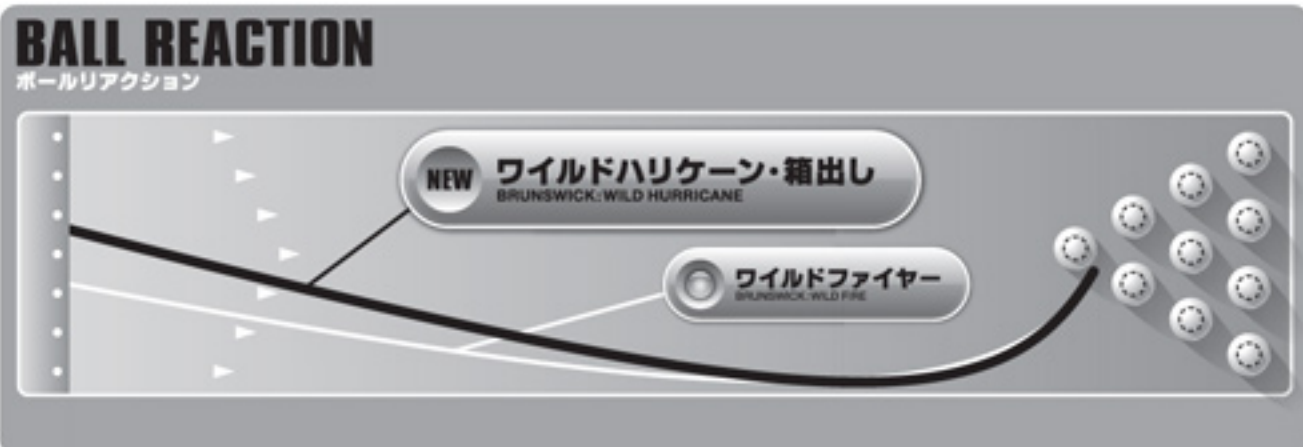 BALL REACTION
ボールリアクション
NEW
ワイルドハリケーン・箱出し
BRUNSWICK:WILD HURRICANE
ワイルドファイヤー
BRUNSWICK:WILD FIRE